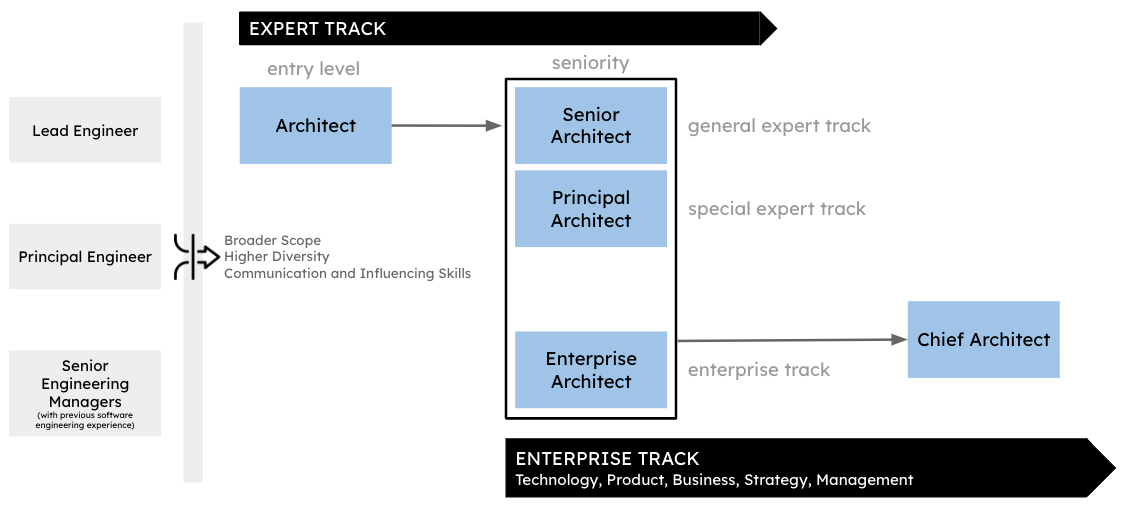 EXPERT TRACK
entry level
seniority
Lead Engineer
Architect
Senior
Architect
general expert track
Principal
Architect
special expert track
Principal Engineer
Broader Scope
Higher Diversity
Communication and Influencing Skills
Senior
Engineering
Managers
(with previous software
engineering experience)
Enterprise
Architect
enterprise track
Chief Architect
ENTERPRISE TRACK
Technology, Product, Business, Strategy, Management